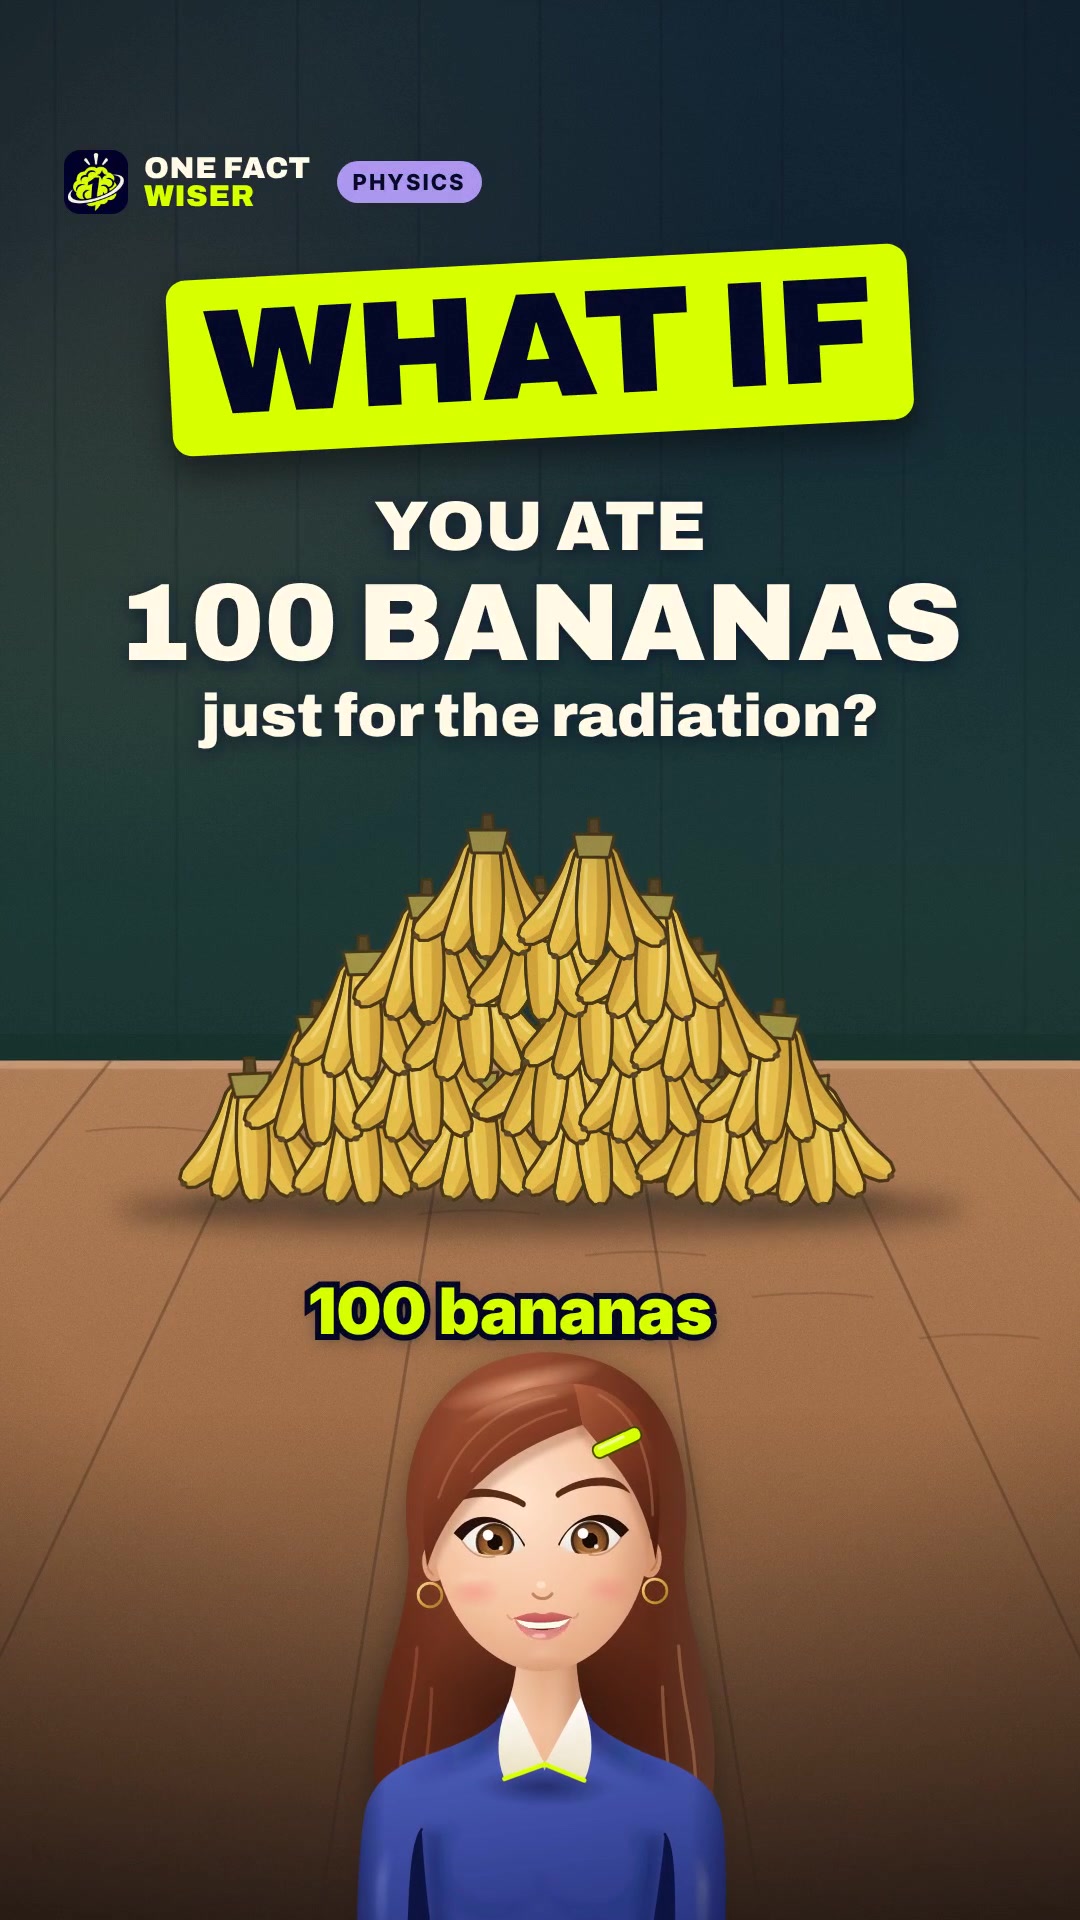 ONE FACT
WISER
PHYSICS
WHAT IF
YOU ATE
100 BANANAS
just for the radiation?
100 bananas